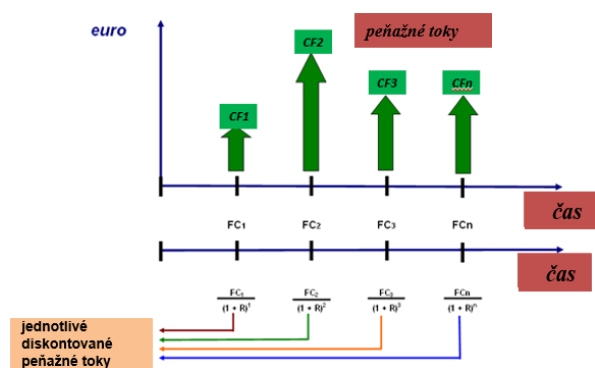 euro
peňažné toky
CF1
CF2
CF3
CFn
čas
FC1
FC2
FC3
FCn
čas
FC1
(1 + R)1
FC2
(1 + R)2
FC3
(1 + R)3
FCn
(1 + R)n
jednotlivé
diskontované
peňažné toky